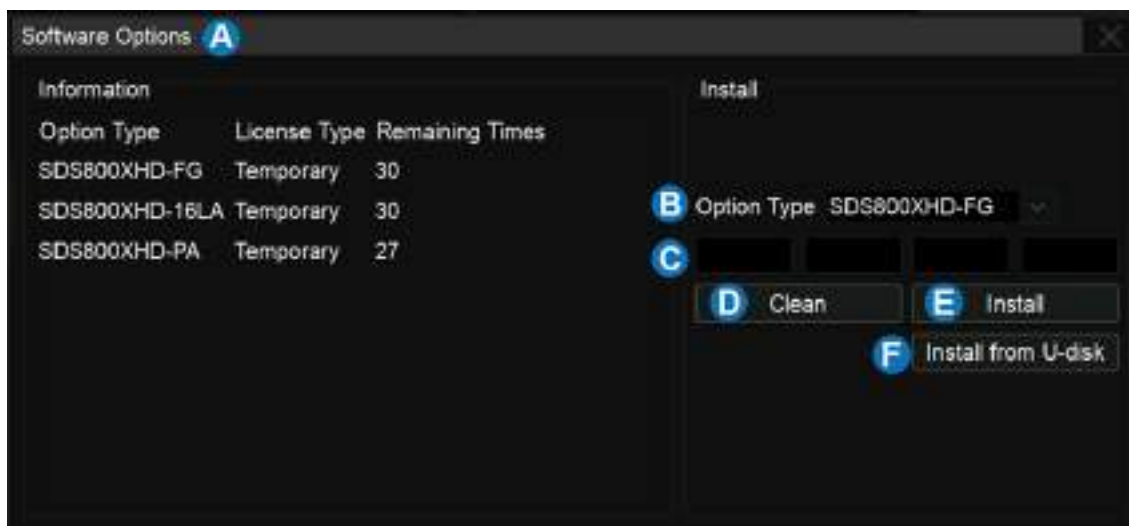 Software Options A
Information
Option Type License Type Remaining Times
SDS800XHD-FG Temporary 30
SDS800XHD-16LA Temporary 30
SDS800XHD-PA Temporary 27
Install
B Option Type SDS800XHD-FG
C
D Clean
E Install
F Install from U-disk